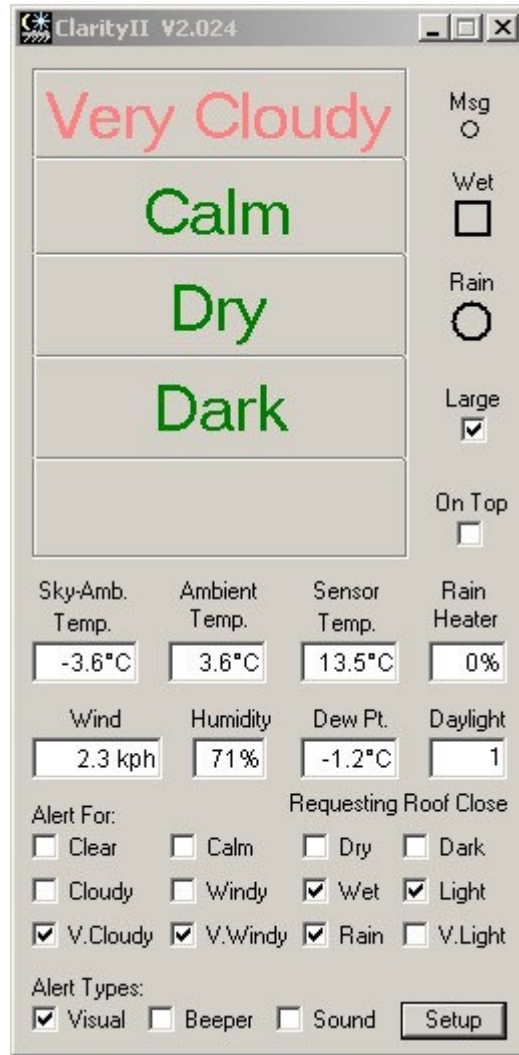 ClarityII V2.024
Very Cloudy
Msg
Calm
Wet
Dry
Rain
Dark
Large
On Top
Sky-Amb. Temp.
Ambient Temp.
Sensor Temp.
Rain Heater
-3.6°C 3.6°C 13.5°C 0%
Wind Humidity Dew Pt. Daylight
2.3 kph 71% -1.2°C 1
Alert For: Requesting Roof Close
Clear Calm Dry Dark
Cloudy Windy Wet Light
V.Cloudy V.Windy Rain V.Light
Alert Types:
Visual Beeper Sound Setup